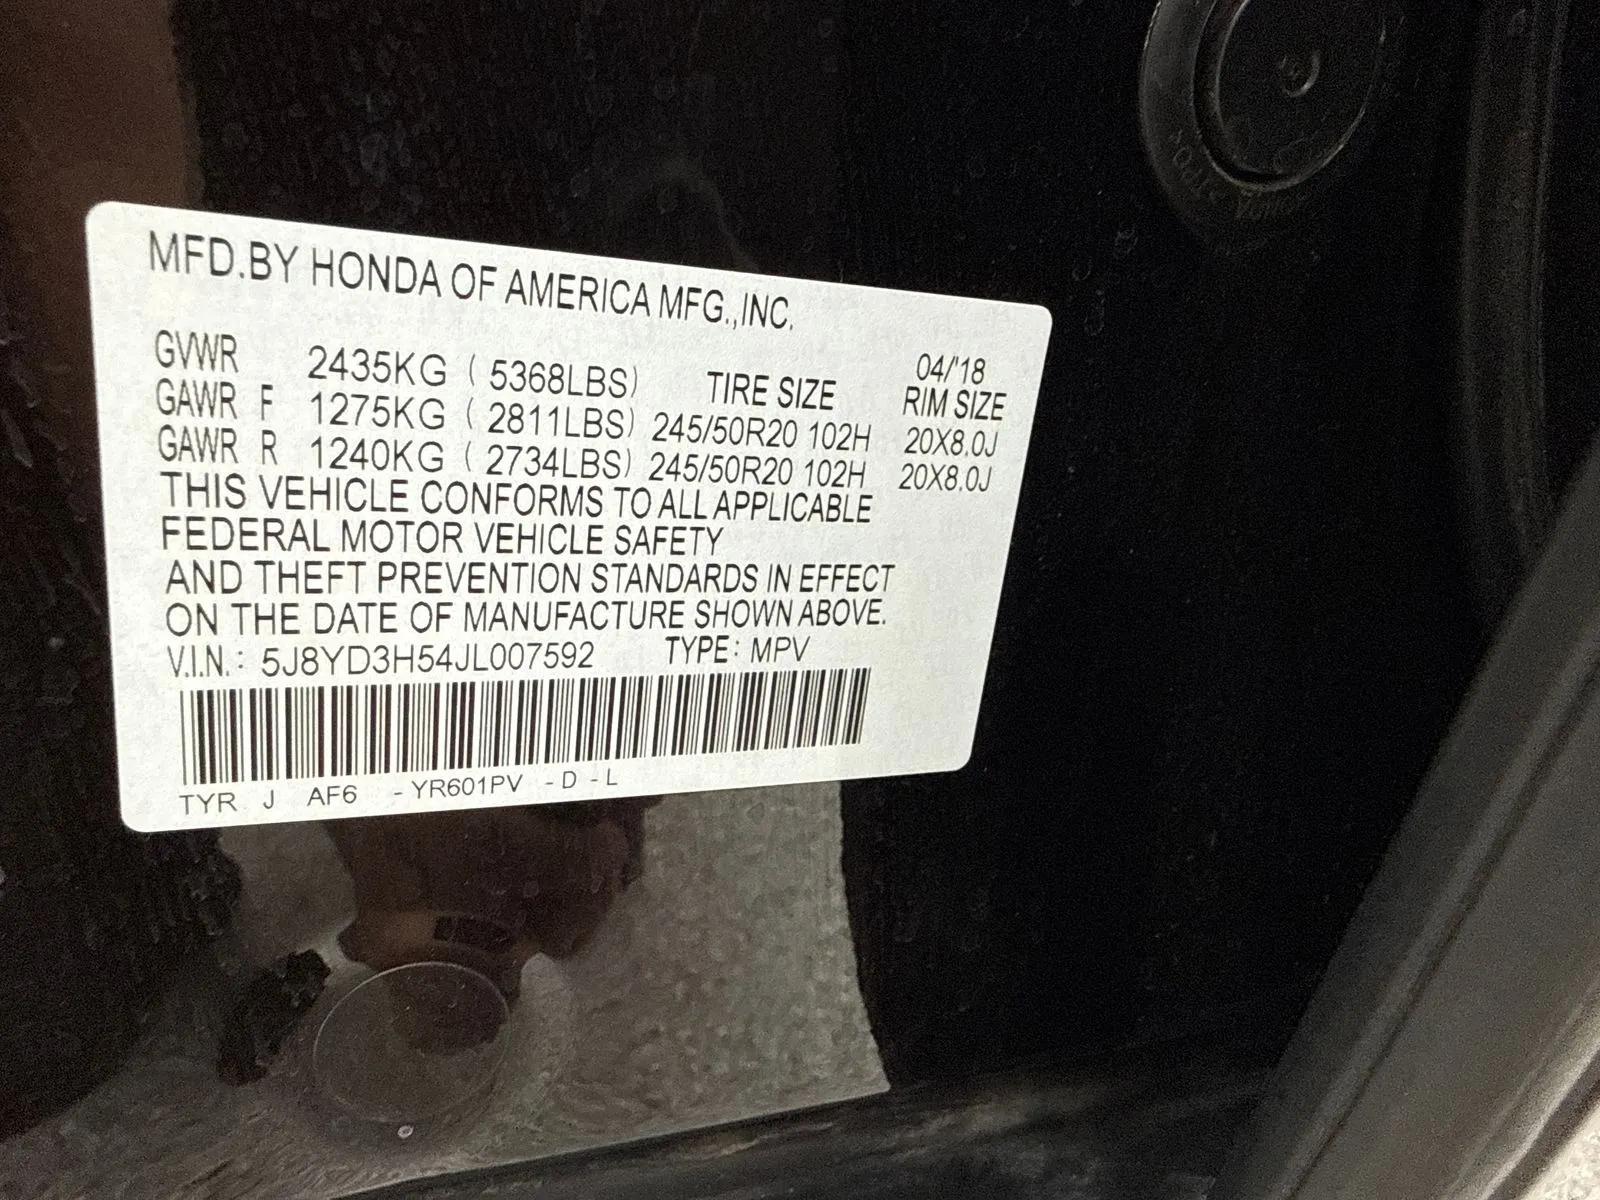 MFD.BY HONDA OF AMERICA MFG.,INC.
04/'18
GVWR 2435KG ( 5368LBS) TIRE SIZE RIM SIZE
GAWR F 1275KG ( 2811LBS) 245/50R20 102H 20X8.0J
GAWR R 1240KG ( 2734LBS) 245/50R20 102H 20X8.0J
THIS VEHICLE CONFORMS TO ALL APPLICABLE
FEDERAL MOTOR VEHICLE SAFETY
AND THEFT PREVENTION STANDARDS IN EFFECT
ON THE DATE OF MANUFACTURE SHOWN ABOVE.
V.I.N.: 5J8YD3H54JL007592 TYPE: MPV
TYR J AF6 - YR601PV - D - L